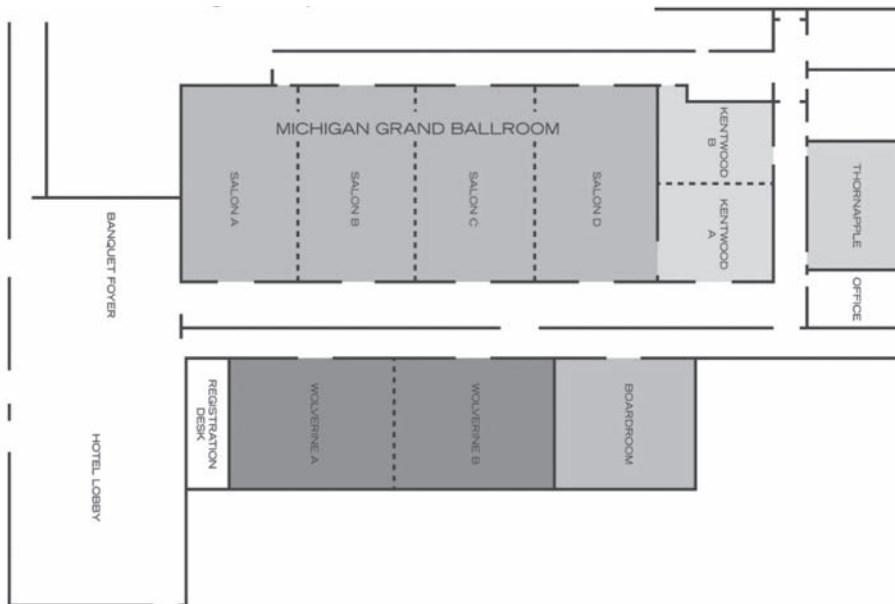 MICHIGAN GRAND BALLROOM
SALON A
SALON B
SALON C
SALON D
KENTWOOD
B
KENTWOOD
A
THORNAPPLE
OFFICE
BANQUET FOYER
HOTEL LOBBY
REGISTRATION
DESK
WOLVERINE A
WOLVERINE B
BOARDROOM